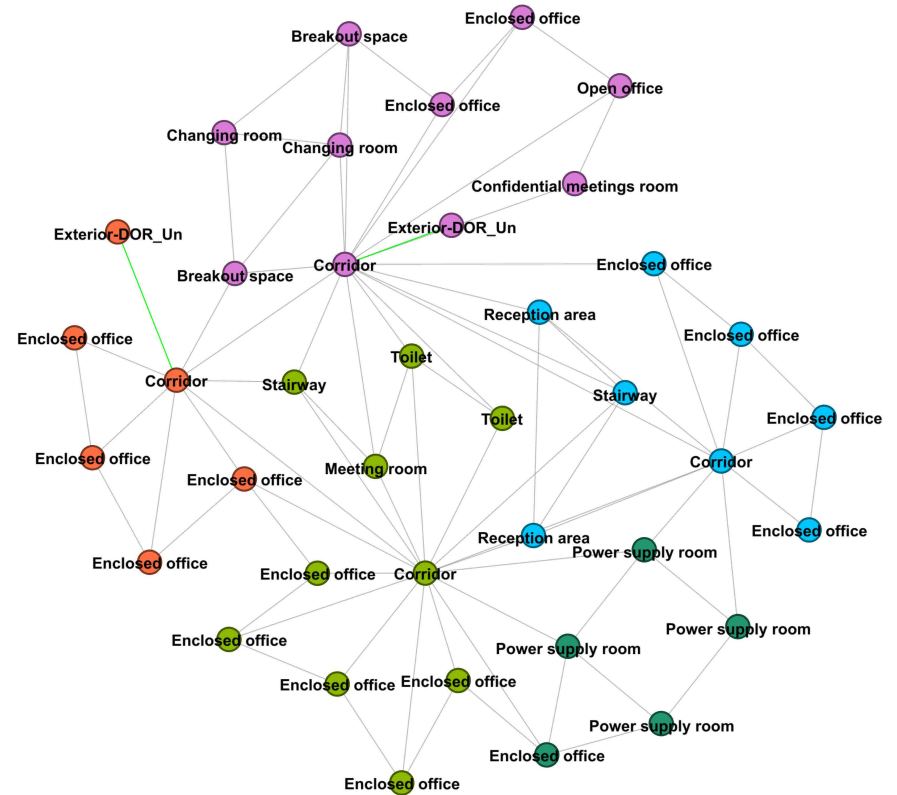 Enclosed office
Breakout space
Open office
Enclosed office
Changing room
Changing room
Confidential meetings room
Exterior-DOR_Un
Exterior-DOR_Un
Corridor
Enclosed office
Breakout space
Reception area
Enclosed office
Enclosed office
Toilet
Corridor
Stairway
Stairway
Enclosed office
Toilet
Enclosed office
Corridor
Meeting room
Enclosed office
Enclosed office
Reception area
Power supply room
Enclosed office
Enclosed office
Corridor
Power supply room
Enclosed office
Power supply room
Enclosed office
Enclosed office
Power supply room
Enclosed office
Enclosed office